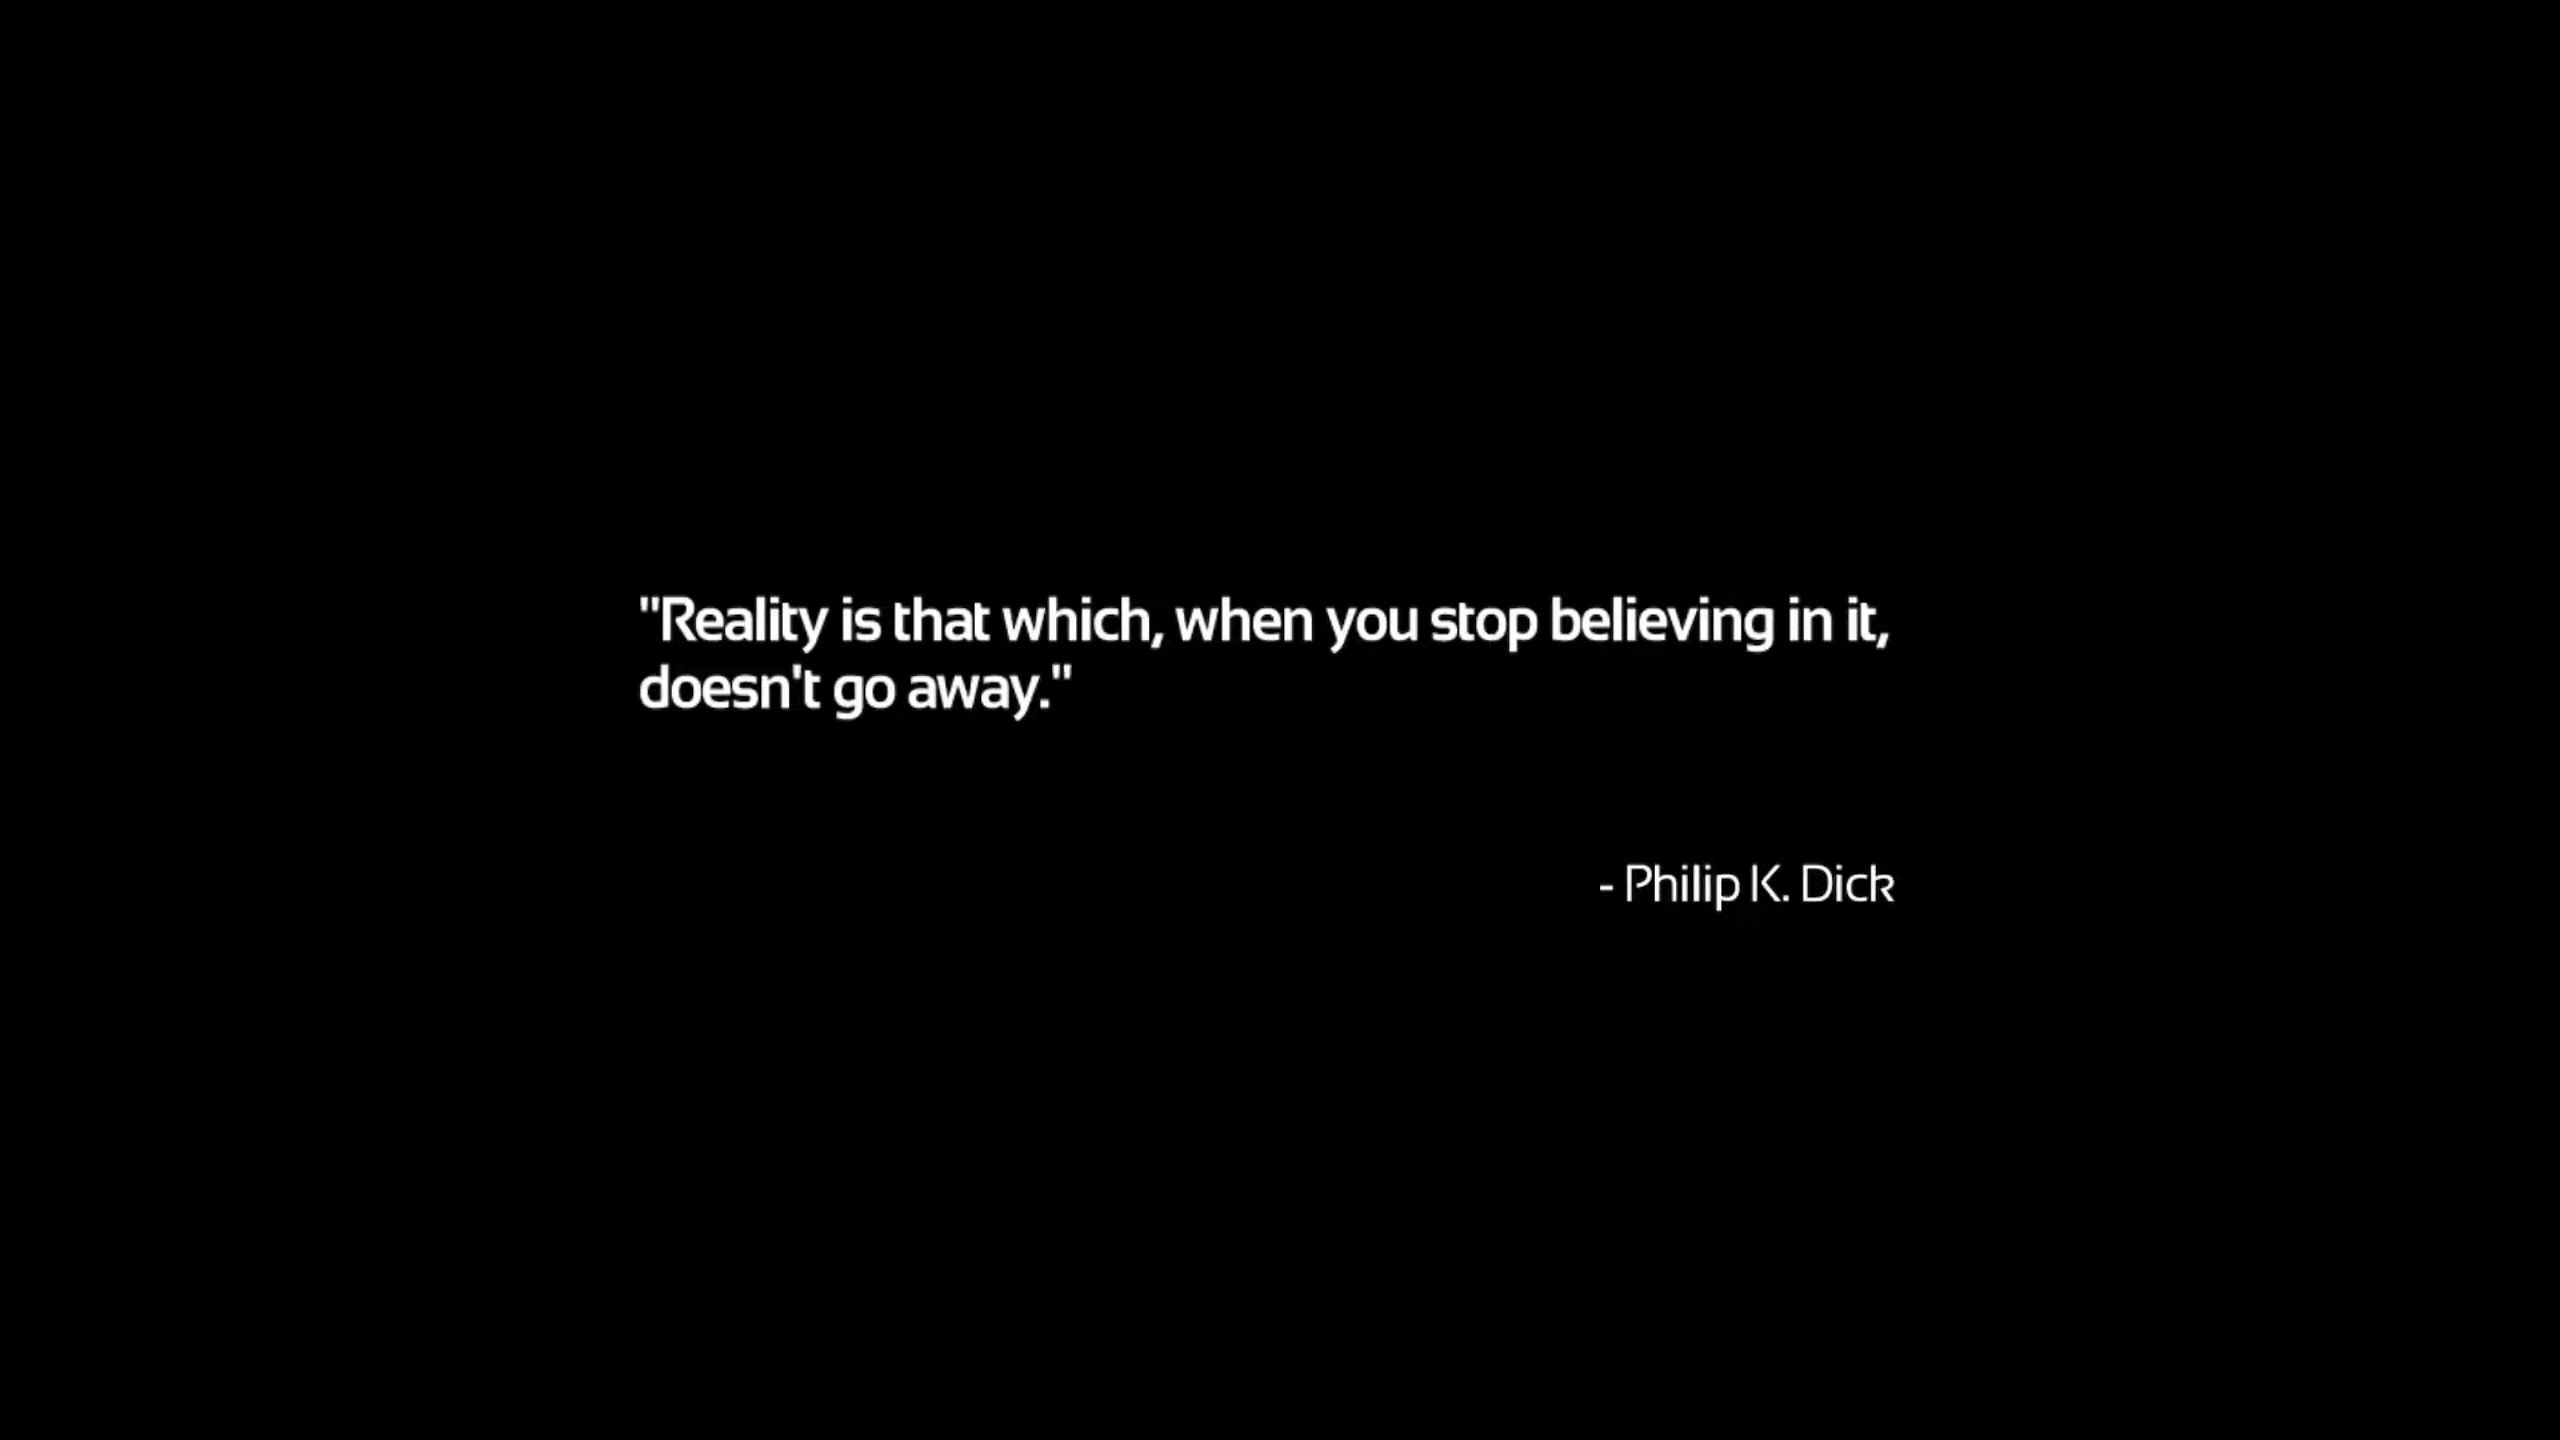 "Reality is that which, when you stop believing in it,
doesn't go away."
- Philip K. Dick